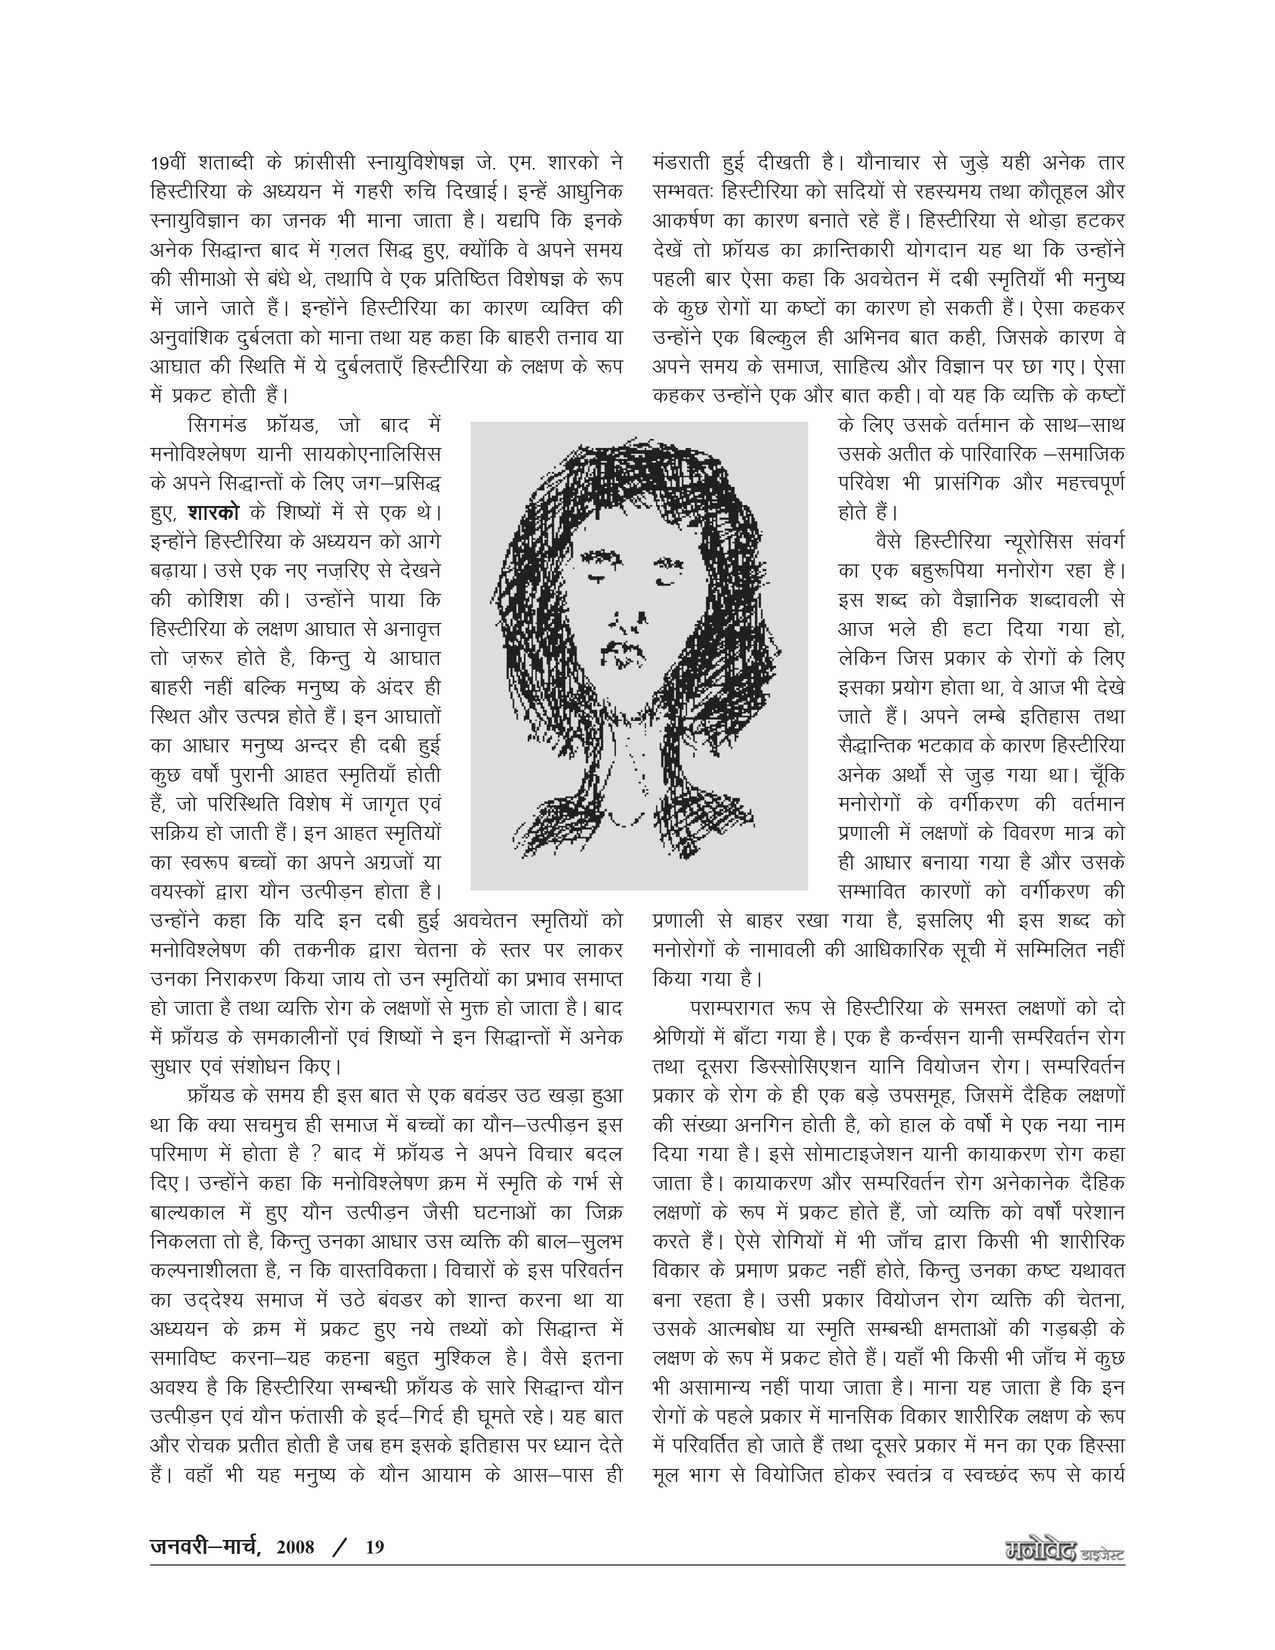 19वीं शताब्दी के फ्रांसीसी स्नायुविशेषज्ञ जे. एम. शारको ने
हिस्टीरिया के अध्ययन में गहरी रुचि दिखाई। इन्हें आधुनिक
स्नायुविज्ञान का जनक भी माना जाता है। यद्यपि कि इनके
अनेक सिद्धान्त बाद में ग़लत सिद्ध हुए, क्योंकि वे अपने समय
की सीमाओ से बंधे थे, तथापि वे एक प्रतिष्ठित विशेषज्ञ के रूप
में जाने जाते हैं। इन्होंने हिस्टीरिया का कारण व्यक्ति की
अनुवांशिक दुर्बलता को माना तथा यह कहा कि बाहरी तनाव या
आघात की स्थिति में ये दुर्बलताएँ हिस्टीरिया के लक्षण के रूप
में प्रकट होती हैं।
सिगमंड फ्रॉयड, जो बाद में
मनोविश्लेषण यानी सायकोएनालिसिस
के अपने सिद्धान्तों के लिए जग–प्रसिद्ध
हुए, शारको के शिष्यों में से एक थे।
इन्होंने हिस्टीरिया के अध्ययन को आगे
बढ़ाया। उसे एक नए नज़रिए से देखने
की कोशिश की। उन्होंने पाया कि
हिस्टीरिया के लक्षण आघात से अनावृत्त
तो ज़रूर होते है, किन्तु ये आघात
बाहरी नहीं बल्कि मनुष्य के अंदर ही
स्थित और उत्पन्न होते हैं। इन आघातों
का आधार मनुष्य अन्दर ही दबी हुई
कुछ वर्षों पुरानी आहत स्मृतियाँ होती
हैं, जो परिस्थिति विशेष में जागृत एवं
सक्रिय हो जाती हैं। इन आहत स्मृतियों
का स्वरूप बच्चों का अपने अग्रजों या
वयस्कों द्वारा यौन उत्पीड़न होता है।
उन्होंने कहा कि यदि इन दबी हुई अवचेतन स्मृतियों को
मनोविश्लेषण की तकनीक द्वारा चेतना के स्तर पर लाकर
उनका निराकरण किया जाय तो उन स्मृतियों का प्रभाव समाप्त
हो जाता है तथा व्यक्ति रोग के लक्षणों से मुक्त हो जाता है। बाद
में फ्रॉयड के समकालीनों एवं शिष्यों ने इन सिद्धान्तों में अनेक
सुधार एवं संशोधन किए।
फ्रॉयड के समय ही इस बात से एक बवंडर उठ खड़ा हुआ
था कि क्या सचमुच ही समाज में बच्चों का यौन–उत्पीड़न इस
परिमाण में होता है ? बाद में फ्रॉयड ने अपने विचार बदल
दिए। उन्होंने कहा कि मनोविश्लेषण क्रम में स्मृति के गर्भ से
बाल्यकाल में हुए यौन उत्पीड़न जैसी घटनाओं का जिक्र
निकलता तो है, किन्तु उनका आधार उस व्यक्ति की बाल–सुलभ
कल्पनाशीलता है, न कि वास्तविकता। विचारों के इस परिवर्तन
का उद्देश्य समाज में उठे बंवडर को शान्त करना था या
अध्ययन के क्रम में प्रकट हुए नये तथ्यों को सिद्धान्त में
समाविष्ट करना–यह कहना बहुत मुश्किल है। वैसे इतना
अवश्य है कि हिस्टीरिया सम्बन्धी फ्रॉयड के सारे सिद्धान्त यौन
उत्पीड़न एवं यौन फंतासी के इर्द–गिर्द ही घूमते रहे। यह बात
और रोचक प्रतीत होती है जब हम इसके इतिहास पर ध्यान देते
हैं। वहाँ भी यह मनुष्य के यौन आयाम के आस–पास ही
मंडराती हुई दीखती है। यौनाचार से जुड़े यही अनेक तार
सम्भवतः हिस्टीरिया को सदियों से रहस्यमय तथा कौतूहल और
आकर्षण का कारण बनाते रहे हैं। हिस्टीरिया से थोड़ा हटकर
देखें तो फ्रॉयड का क्रान्तिकारी योगदान यह था कि उन्होंने
पहली बार ऐसा कहा कि अवचेतन में दबी स्मृतियाँ भी मनुष्य
के कुछ रोगों या कष्टों का कारण हो सकती हैं। ऐसा कहकर
उन्होंने एक बिल्कुल ही अभिनव बात कही, जिसके कारण वे
अपने समय के समाज, साहित्य और विज्ञान पर छा गए। ऐसा
कहकर उन्होंने एक और बात कही। वो यह कि व्यक्ति के कष्टों
के लिए उसके वर्तमान के साथ–साथ
उसके अतीत के पारिवारिक –समाजिक
परिवेश भी प्रासंगिक और महत्त्वपूर्ण
होते हैं।
वैसे हिस्टीरिया न्यूरोसिस संवर्ग
का एक बहुरूपिया मनोरोग रहा है।
इस शब्द को वैज्ञानिक शब्दावली से
आज भले ही हटा दिया गया हो,
लेकिन जिस प्रकार के रोगों के लिए
इसका प्रयोग होता था, वे आज भी देखे
जाते हैं। अपने लम्बे इतिहास तथा
सैद्धान्तिक भटकाव के कारण हिस्टीरिया
अनेक अर्थों से जुड़ गया था। चूँकि
मनोरोगों के वर्गीकरण की वर्तमान
प्रणाली में लक्षणों के विवरण मात्र को
ही आधार बनाया गया है और उसके
सम्भावित कारणों को वर्गीकरण की
प्रणाली से बाहर रखा गया है, इसलिए भी इस शब्द को
मनोरोगों के नामावली की आधिकारिक सूची में सम्मिलित नहीं
किया गया है।
पराम्परागत रूप से हिस्टीरिया के समस्त लक्षणों को दो
श्रेणियों में बाँटा गया है। एक है कर्न्वसन यानी सम्परिवर्तन रोग
तथा दूसरा डिस्सोसिएशन यानि वियोजन रोग। सम्परिवर्तन
प्रकार के रोग के ही एक बड़े उपसमूह, जिसमें दैहिक लक्षणों
की संख्या अनगिन होती है, को हाल के वर्षों मे एक नया नाम
दिया गया है। इसे सोमाटाइजेशन यानी कायाकरण रोग कहा
जाता है। कायाकरण और सम्परिवर्तन रोग अनेकानेक दैहिक
लक्षणों के रूप में प्रकट होते हैं, जो व्यक्ति को वर्षों परेशान
करते हैं। ऐसे रोगियों में भी जाँच द्वारा किसी भी शारीरिक
विकार के प्रमाण प्रकट नहीं होते, किन्तु उनका कष्ट यथावत
बना रहता है। उसी प्रकार वियोजन रोग व्यक्ति की चेतना,
उसके आत्मबोध या स्मृति सम्बन्धी क्षमताओं की गड़बड़ी के
लक्षण के रूप में प्रकट होते हैं। यहाँ भी किसी भी जाँच में कुछ
भी असामान्य नहीं पाया जाता है। माना यह जाता है कि इन
रोगों के पहले प्रकार में मानसिक विकार शारीरिक लक्षण के रूप
में परिवर्तित हो जाते हैं तथा दूसरे प्रकार में मन का एक हिस्सा
मूल भाग से वियोजित होकर स्वतंत्र व स्वच्छंद रूप से कार्य
जनवरी–मार्च, 2008 / 19
मनोवेद डाइजेस्ट